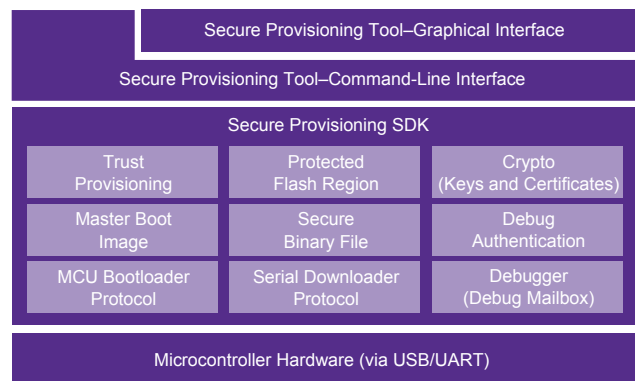 Secure Provisioning Tool–Graphical Interface
Secure Provisioning Tool–Command-Line Interface
Secure Provisioning SDK
Trust
Provisioning
Protected
Flash Region
Crypto
(Keys and Certificates)
Master Boot
Image
Secure
Binary File
Debug
Authentication
MCU Bootloader
Protocol
Serial Downloader
Protocol
Debugger
(Debug Mailbox)
Microcontroller Hardware (via USB/UART)